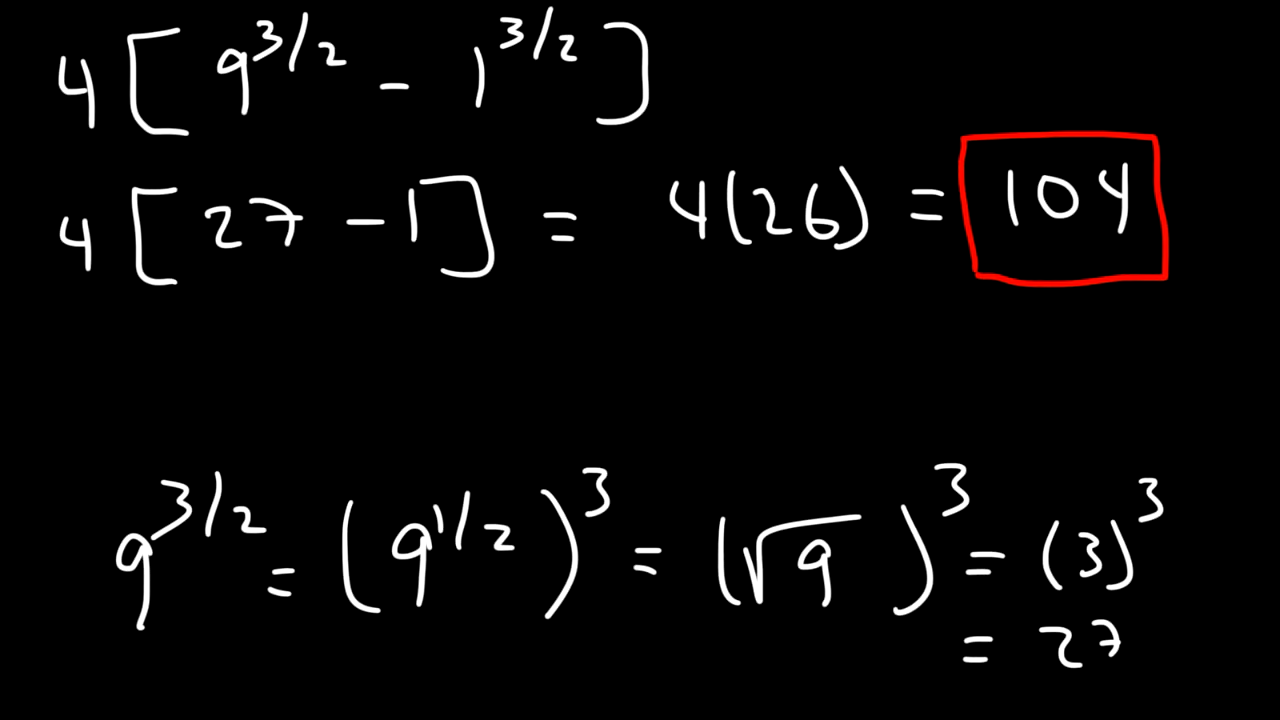 4[9^{3/2} - 1^{3/2}]
4[27 - 1] = 4(26) = 104
9^{3/2} = (9^{1/2})^3 = (√9)^3 = (3)^3
= 27